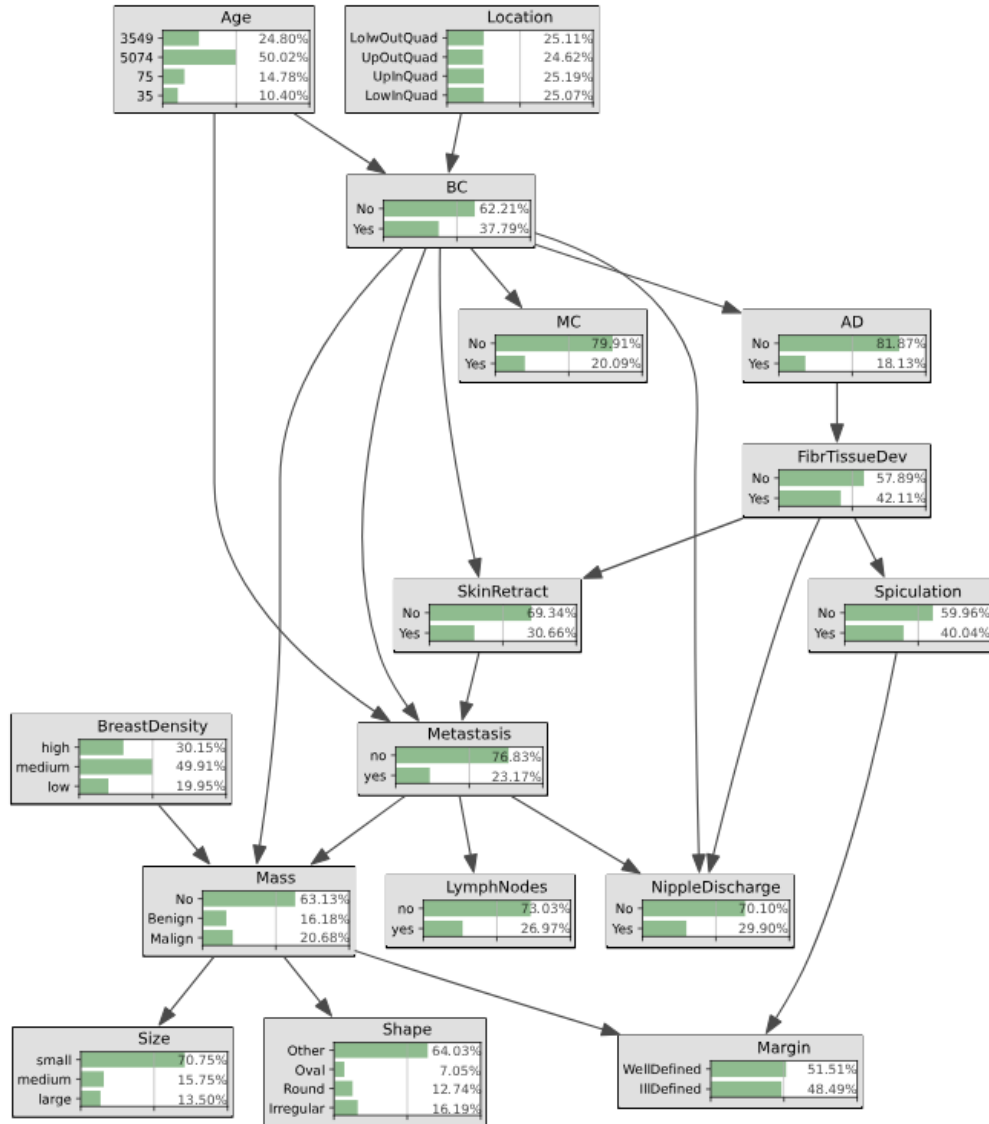 Age
3549 24.80%
5074 50.02%
75 14.78%
35 10.40%
Location
LolwOutQuad 25.11%
UpOutQuad 24.62%
UpInQuad 25.19%
LowInQuad 25.07%
BC
No 62.21%
Yes 37.79%
MC
No 79.91%
Yes 20.09%
AD
No 81.87%
Yes 18.13%
FibrTissueDev
No 57.89%
Yes 42.11%
SkinRetract
No 69.34%
Yes 30.66%
Spiculation
No 59.96%
Yes 40.04%
BreastDensity
high 30.15%
medium 49.91%
low 19.95%
Metastasis
no 76.83%
yes 23.17%
Mass
No 63.13%
Benign 16.18%
Malign 20.68%
LymphNodes
no 73.03%
yes 26.97%
NippleDischarge
No 70.10%
Yes 29.90%
Size
small 70.75%
medium 15.75%
large 13.50%
Shape
Other 64.03%
Oval 7.05%
Round 12.74%
Irregular 16.19%
Margin
WellDefined 51.51%
IllDefined 48.49%